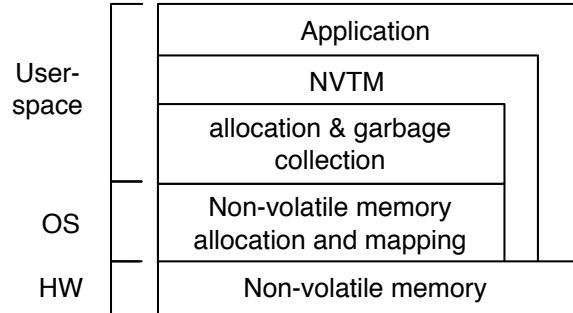 Application
User-
space
NVTM
allocation & garbage
collection
OS
Non-volatile memory
allocation and mapping
HW
Non-volatile memory